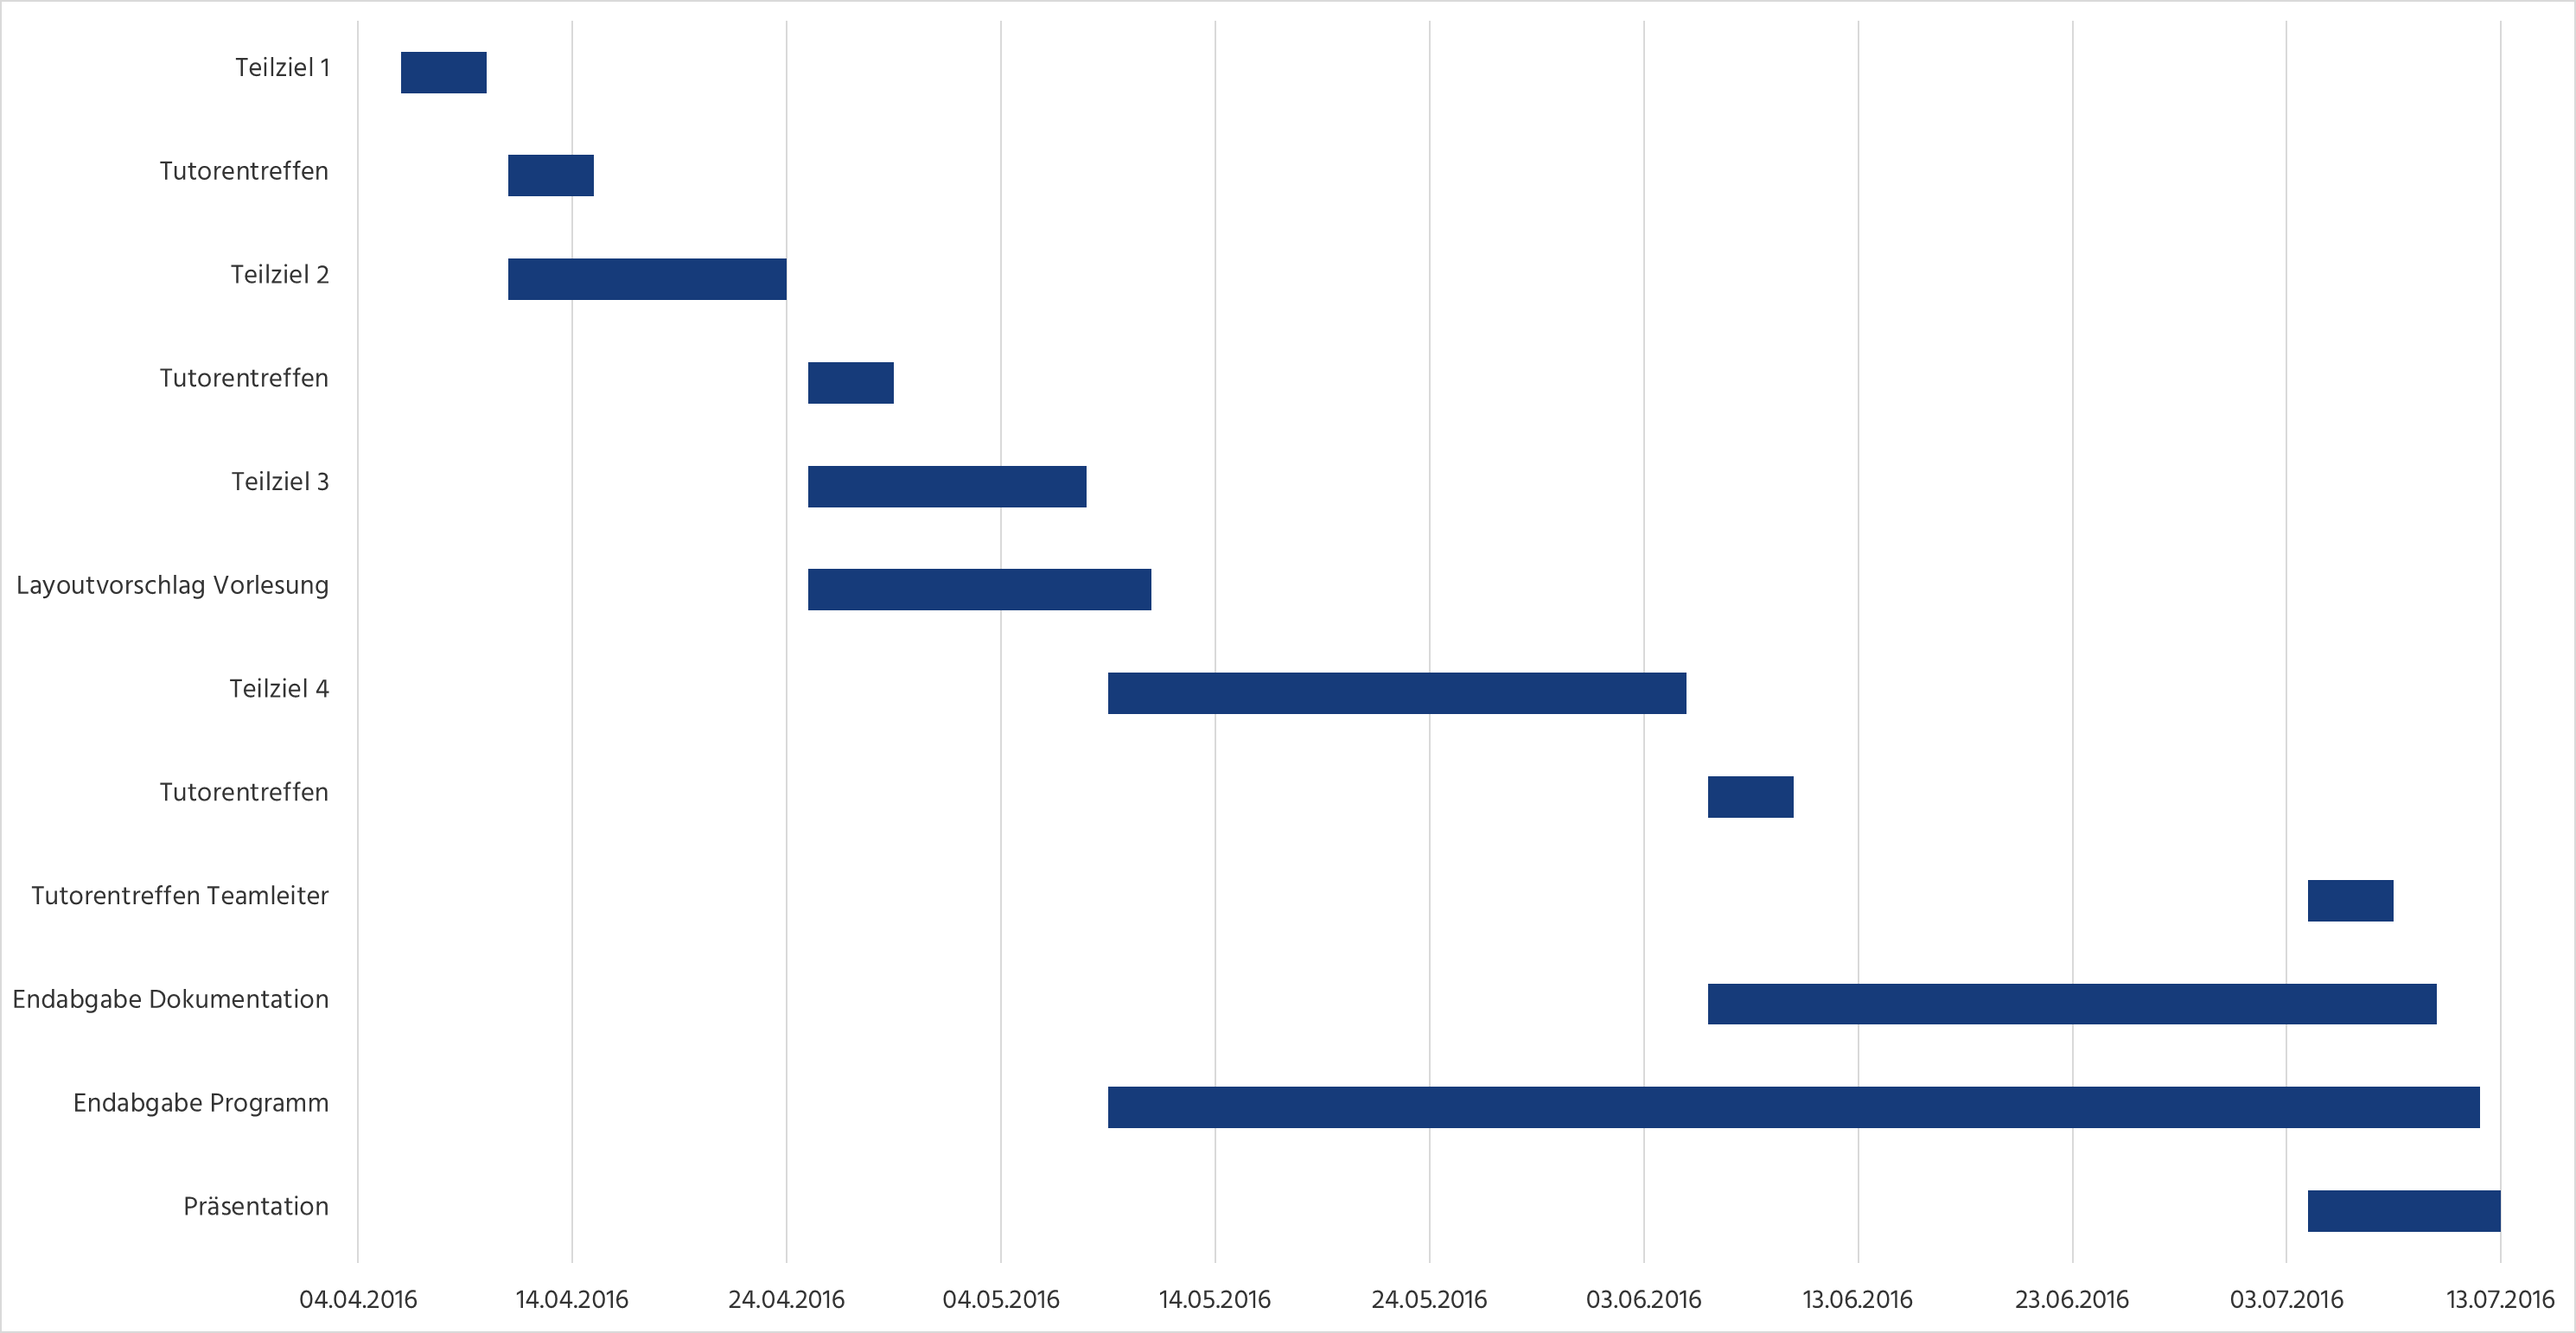 Teilziel 1
Tutorentreffen
Teilziel 2
Tutorentreffen
Teilziel 3
Layoutvorschlag Vorlesung
Teilziel 4
Tutorentreffen
Tutorentreffen Teamleiter
Endabgabe Dokumentation
Endabgabe Programm
Präsentation
04.04.2016 14.04.2016 24.04.2016 04.05.2016 14.05.2016 24.05.2016 03.06.2016 13.06.2016 23.06.2016 03.07.2016 13.07.2016